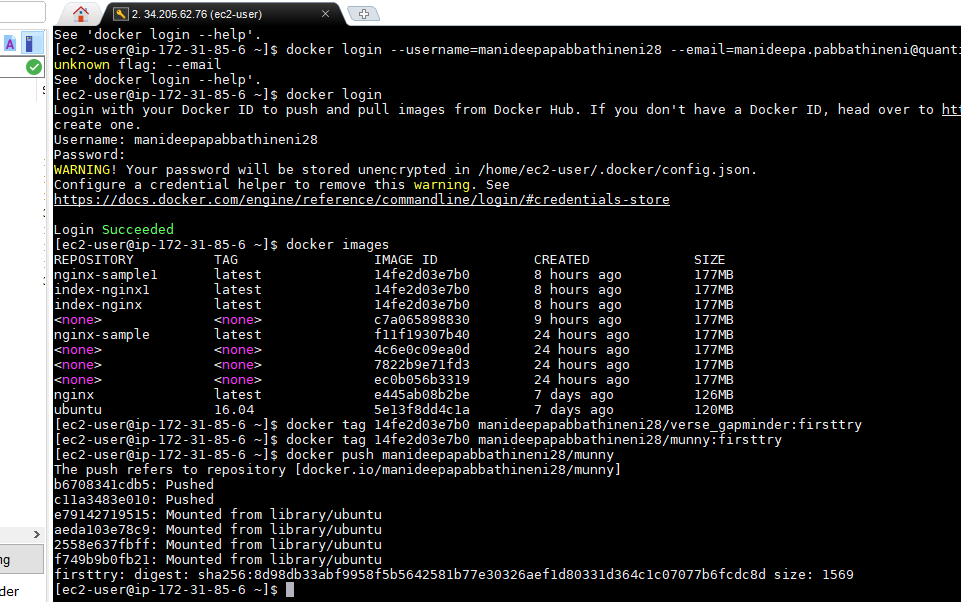 2. 34.205.62.76 (ec2-user)
See 'docker login --help'.
[ec2-user@ip-172-31-85-6 ~]$ docker login --username=manideepapabbathineni28 --email=manideepa.pabbathineni@quanti
unknown flag: --email
See 'docker login --help'.
[ec2-user@ip-172-31-85-6 ~]$ docker login
Login with your Docker ID to push and pull images from Docker Hub. If you don't have a Docker ID, head over to htt
create one.
Username: manideepapabbathineni28
Password:
WARNING! Your password will be stored unencrypted in /home/ec2-user/.docker/config.json.
Configure a credential helper to remove this warning. See
https://docs.docker.com/engine/reference/commandline/login/#credentials-store
Login Succeeded
[ec2-user@ip-172-31-85-6 ~]$ docker images
REPOSITORY TAG IMAGE ID CREATED SIZE
nginx-sample1 latest 14fe2d03e7b0 8 hours ago 177MB
index-nginx1 latest 14fe2d03e7b0 8 hours ago 177MB
index-nginx latest 14fe2d03e7b0 8 hours ago 177MB
<none> <none> c7a065898830 9 hours ago 177MB
nginx-sample latest f11f19307b40 24 hours ago 177MB
<none> <none> 4c6e0c09ea0d 24 hours ago 177MB
<none> <none> 7822b9e71fd3 24 hours ago 177MB
<none> <none> ec0b056b3319 24 hours ago 177MB
nginx latest e445ab08b2be 7 days ago 126MB
ubuntu 16.04 5e13f8dd4c1a 7 days ago 120MB
[ec2-user@ip-172-31-85-6 ~]$ docker tag 14fe2d03e7b0 manideepapabbathineni28/verse_gapminder:firsttry
[ec2-user@ip-172-31-85-6 ~]$ docker tag 14fe2d03e7b0 manideepapabbathineni28/munny:firsttry
[ec2-user@ip-172-31-85-6 ~]$ docker push manideepapabbathineni28/munny
The push refers to repository [docker.io/manideepapabbathineni28/munny]
b6708341cdb5: Pushed
c11a3483e010: Pushed
e79142719515: Mounted from library/ubuntu
aeda103e78c9: Mounted from library/ubuntu
2558e637fbff: Mounted from library/ubuntu
f749b9b0fb21: Mounted from library/ubuntu
firsttry: digest: sha256:8d98db33abf9958f5b5642581b77e30326aef1d80331d364c1c07077b6fcdc8d size: 1569
[ec2-user@ip-172-31-85-6 ~]$
ng
der